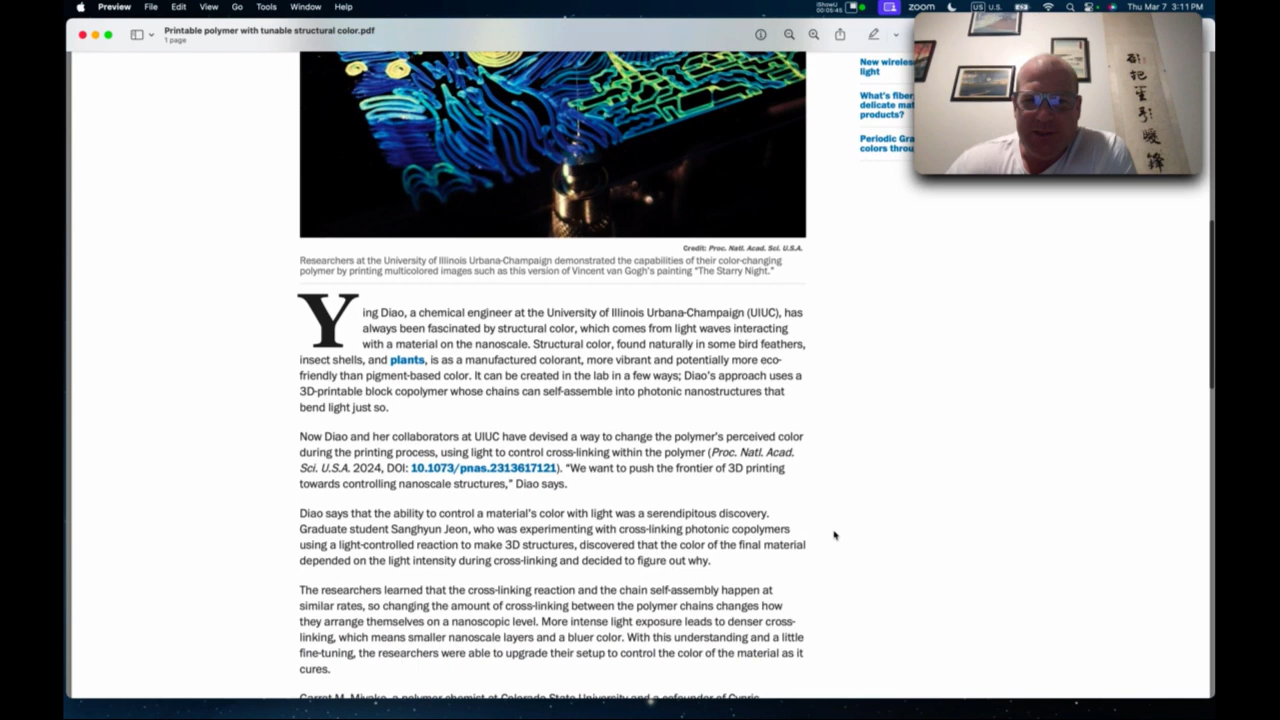 Preview File Edit View Go Tools Window Help
iShowU
00:05:45
zoom
US U.S.
Thu Mar 7 3:11 PM
Printable polymer with tunable structural color.pdf
1 page
New wireles
light
What's fiber
delicate mat
products?
Periodic Gra
colors throu
Credit: Proc. Natl. Acad. Sci. U.S.A.
Researchers at the University of Illinois Urbana-Champaign demonstrated the capabilities of their color-changing
polymer by printing multicolored images such as this version of Vincent van Gogh's painting "The Starry Night."
Ying Diao, a chemical engineer at the University of Illinois Urbana-Champaign (UIUC), has
always been fascinated by structural color, which comes from light waves interacting
with a material on the nanoscale. Structural color, found naturally in some bird feathers,
insect shells, and plants, is as a manufactured colorant, more vibrant and potentially more eco-
friendly than pigment-based color. It can be created in the lab in a few ways; Diao's approach uses a
3D-printable block copolymer whose chains can self-assemble into photonic nanostructures that
bend light just so.
Now Diao and her collaborators at UIUC have devised a way to change the polymer's perceived color
during the printing process, using light to control cross-linking within the polymer (Proc. Natl. Acad.
Sci. U.S.A. 2024, DOI: 10.1073/pnas.2313617121). "We want to push the frontier of 3D printing
towards controlling nanoscale structures," Diao says.
Diao says that the ability to control a material's color with light was a serendipitous discovery.
Graduate student Sanghyun Jeon, who was experimenting with cross-linking photonic copolymers
using a light-controlled reaction to make 3D structures, discovered that the color of the final material
depended on the light intensity during cross-linking and decided to figure out why.
The researchers learned that the cross-linking reaction and the chain self-assembly happen at
similar rates, so changing the amount of cross-linking between the polymer chains changes how
they arrange themselves on a nanoscopic level. More intense light exposure leads to denser cross-
linking, which means smaller nanoscale layers and a bluer color. With this understanding and a little
fine-tuning, the researchers were able to upgrade their setup to control the color of the material as it
cures.
Garret M. Miyake, a polymer chemist at Colorado State University and a cofounder of Cypris